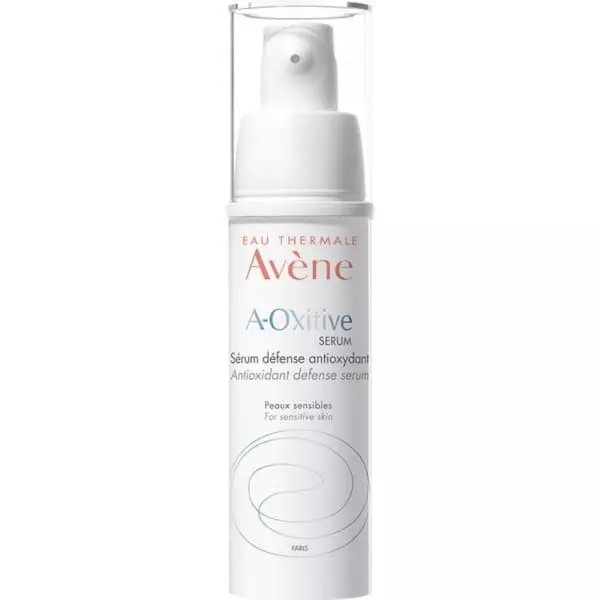 EAU THERMALE
Avène
A-OXitive
SERUM
Sérum défense antioxydant
Antioxidant defense serum
Peaux sensibles
For sensitive skin
PARIS